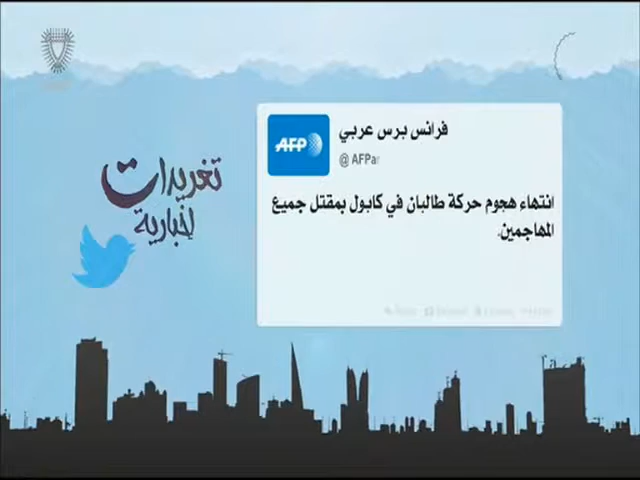 فرانس برس عربي
AFP
@ AFPar
تغريدات
إخبارية
انتهاء هجوم حركة طالبان في كابول بمقتل جميع
المهاجمين.